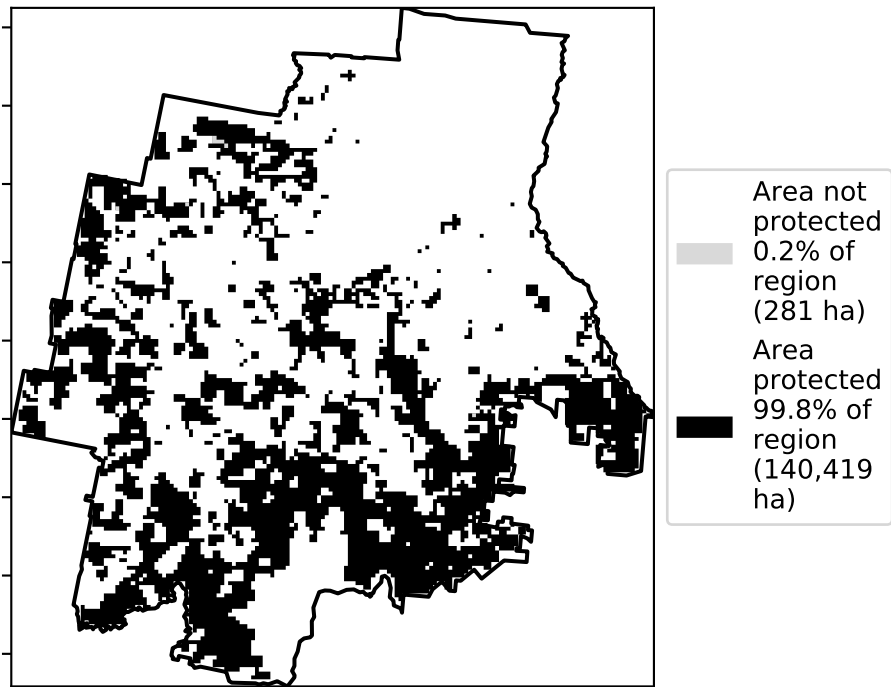 Area not
protected
0.2% of
region
(281 ha)
Area
protected
99.8% of
region
(140,419
ha)